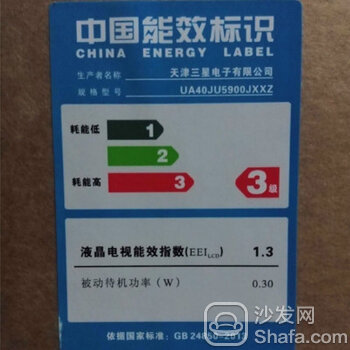 中国能效标识
CHINA ENERGY LABEL
生产者名称 天津三星电子有限公司
规格型号 UA40JU5900JXXZ
耗能低 1
2
耗能高 3 3级
液晶电视能效指数(EEILCD) 1.3
被动待机功率(W) 0.30
依据国家标准:GB 24850-2013
沙发网
Shafa.com